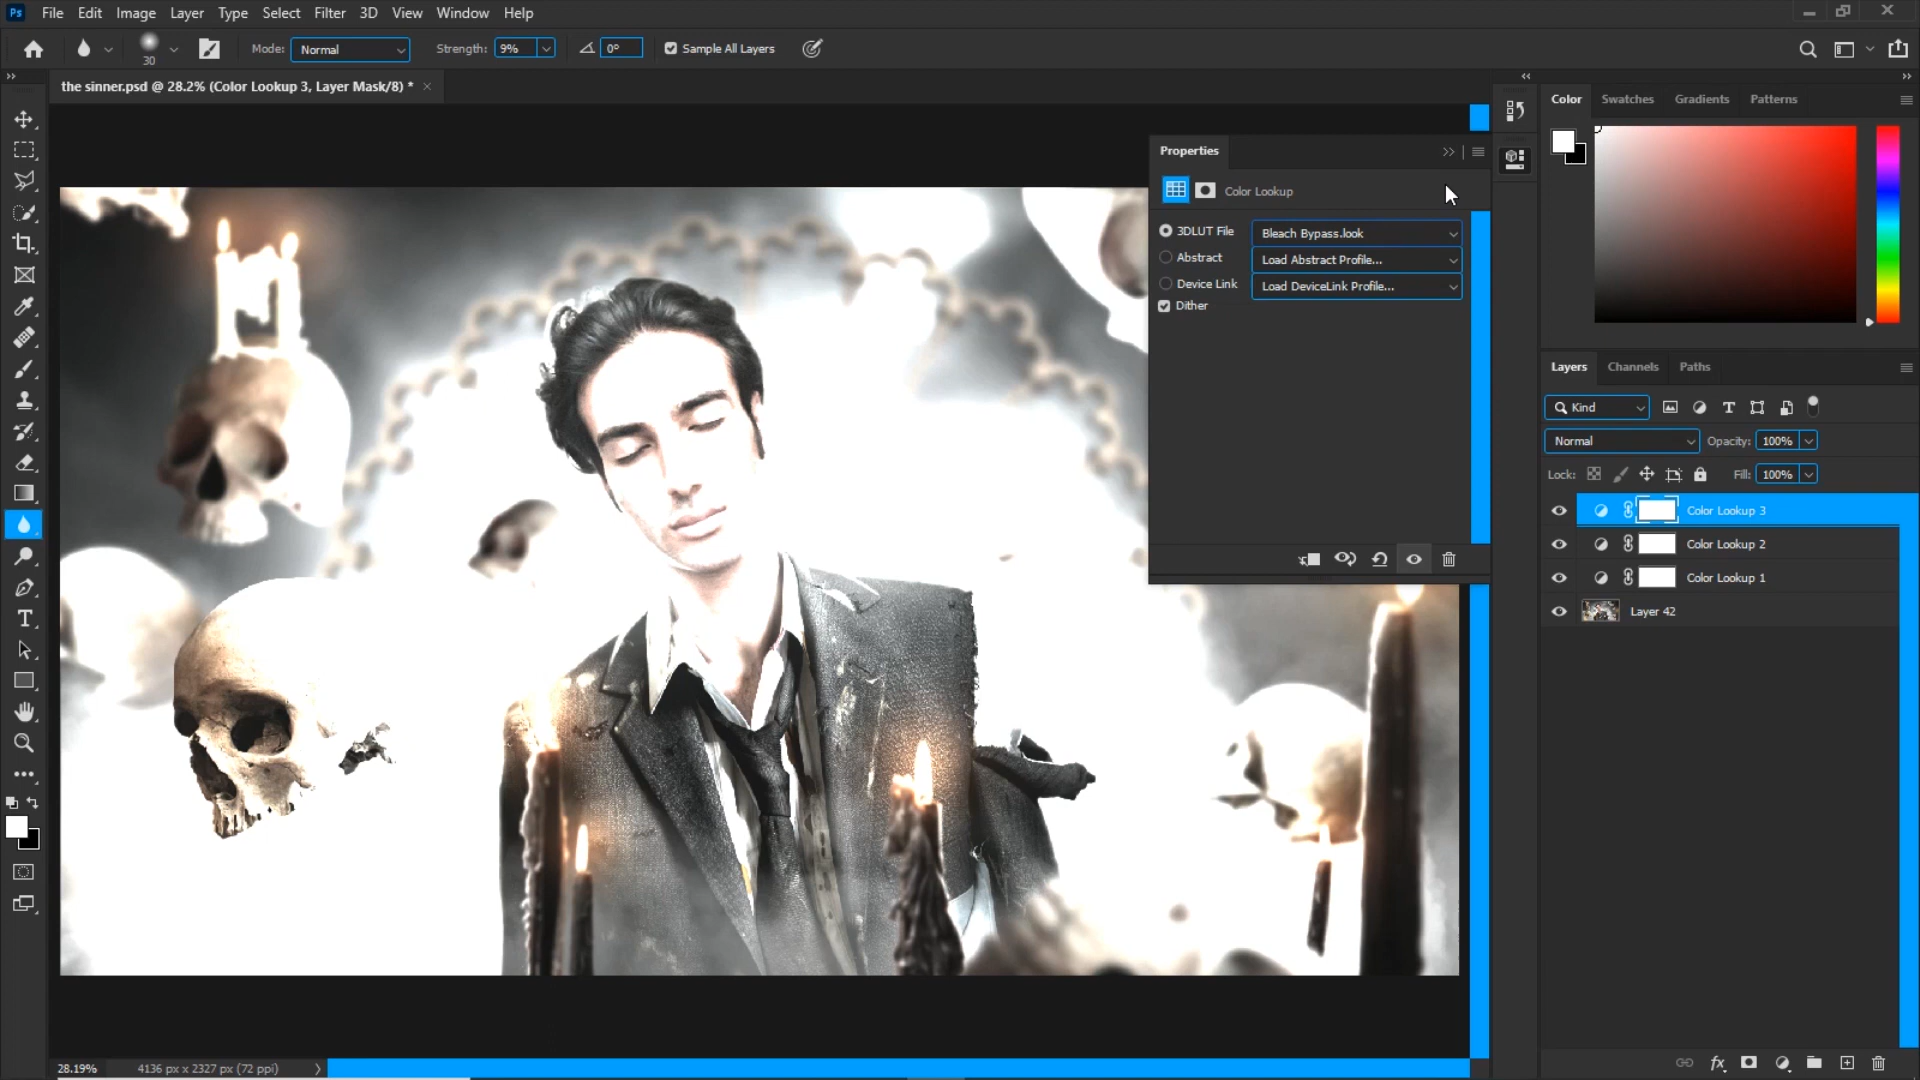 Ps File Edit Image Layer Type Select Filter 3D View Window Help
30 Mode: Normal Strength: 9% 0° Sample All Layers
the sinner.psd @ 28.2% (Color Lookup 3, Layer Mask/8) *
Color Swatches Gradients Patterns
Properties
Color Lookup
3DLUT File Bleach Bypass.look
Abstract Load Abstract Profile...
Device Link Load DeviceLink Profile...
Dither
Layers Channels Paths
Kind
Normal Opacity: 100%
Lock: Fill: 100%
Color Lookup 3
Color Lookup 2
Color Lookup 1
Layer 42
28.19% 4136 px x 2327 px (72 ppi)